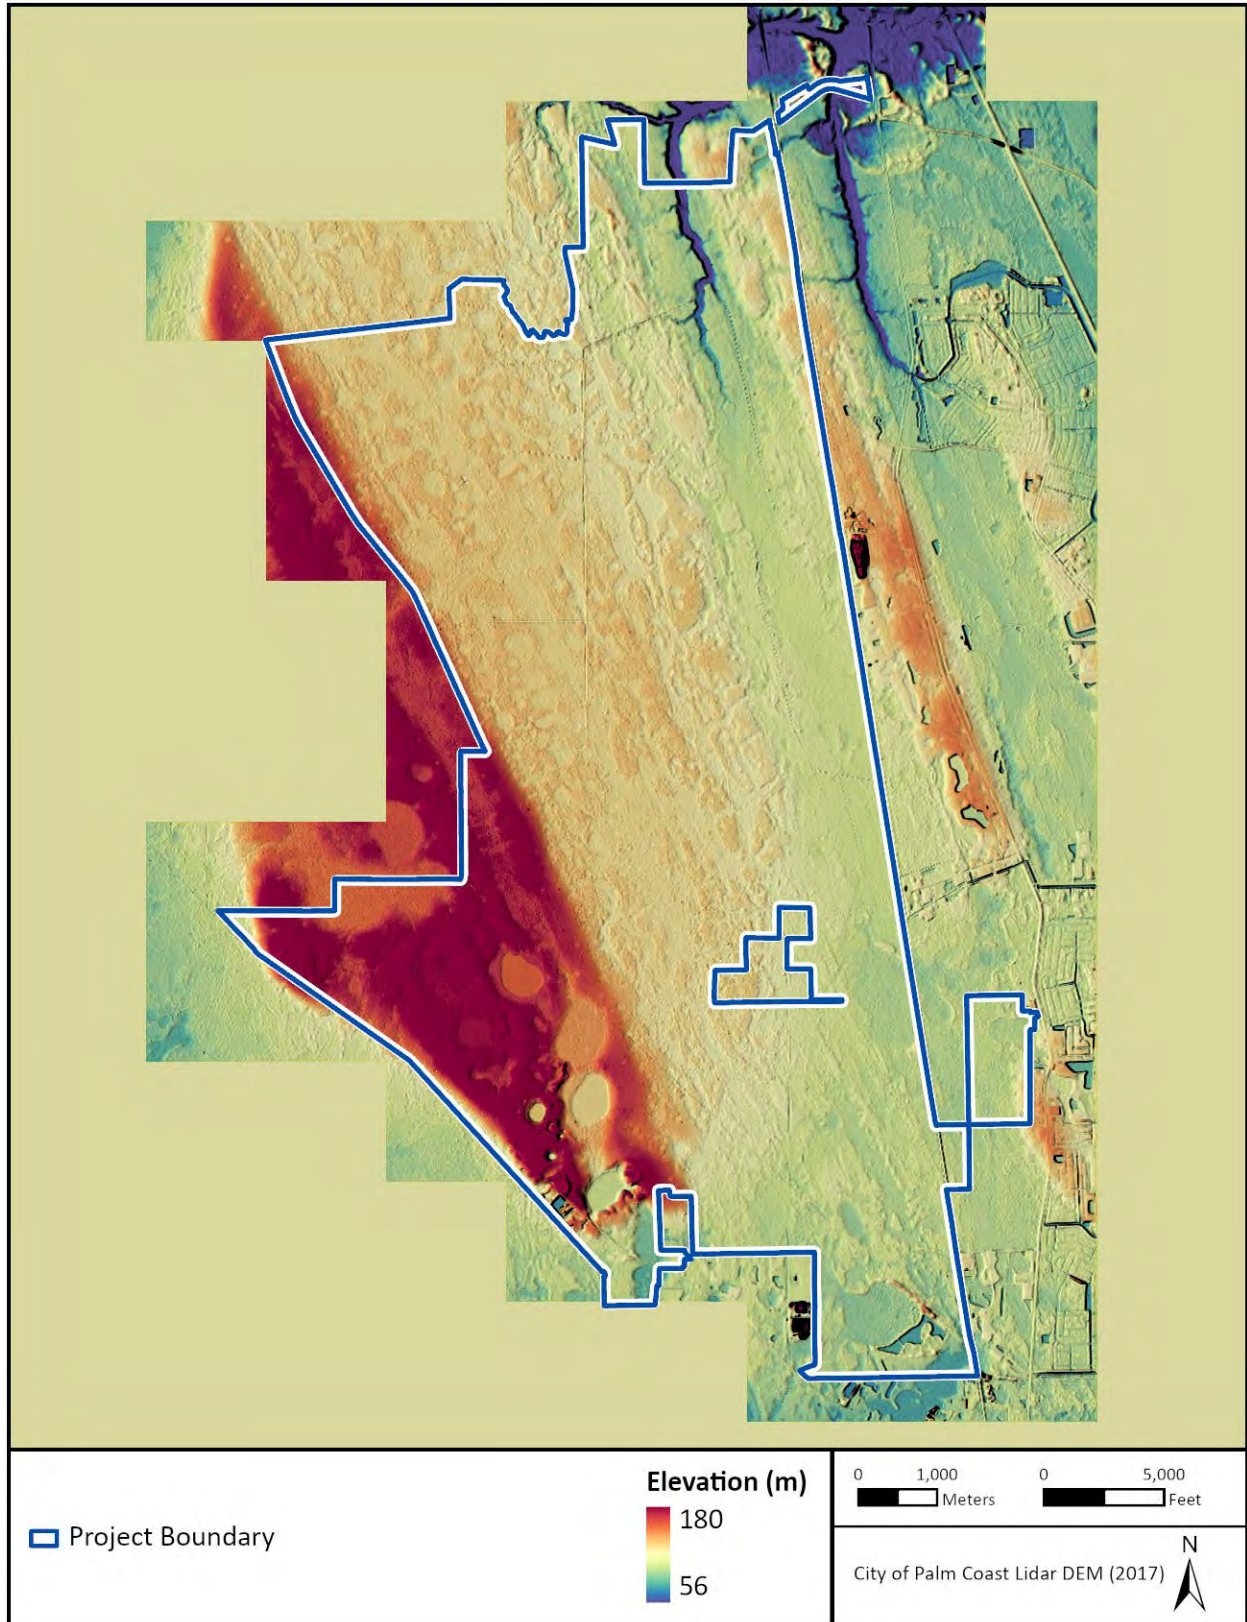 Project Boundary
Elevation (m)
180
56
0 1,000
Meters
0 5,000
Feet
City of Palm Coast Lidar DEM (2017)
N